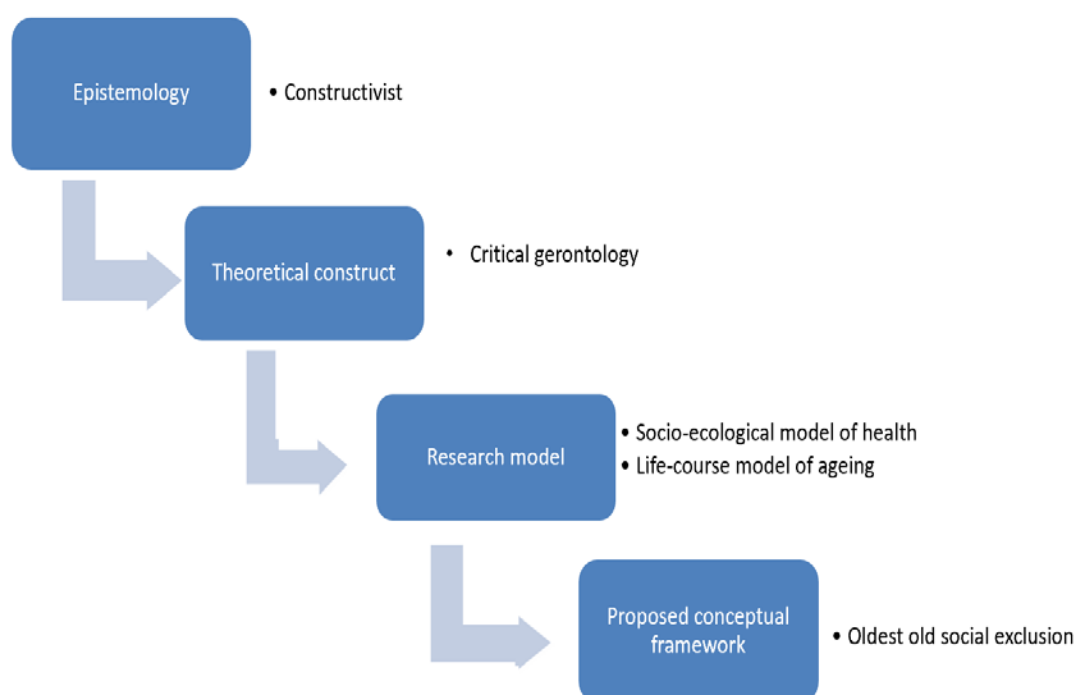 Epistemology
• Constructivist
Theoretical construct
• Critical gerontology
Research model
• Socio-ecological model of health
• Life-course model of ageing
Proposed conceptual
framework
• Oldest old social exclusion